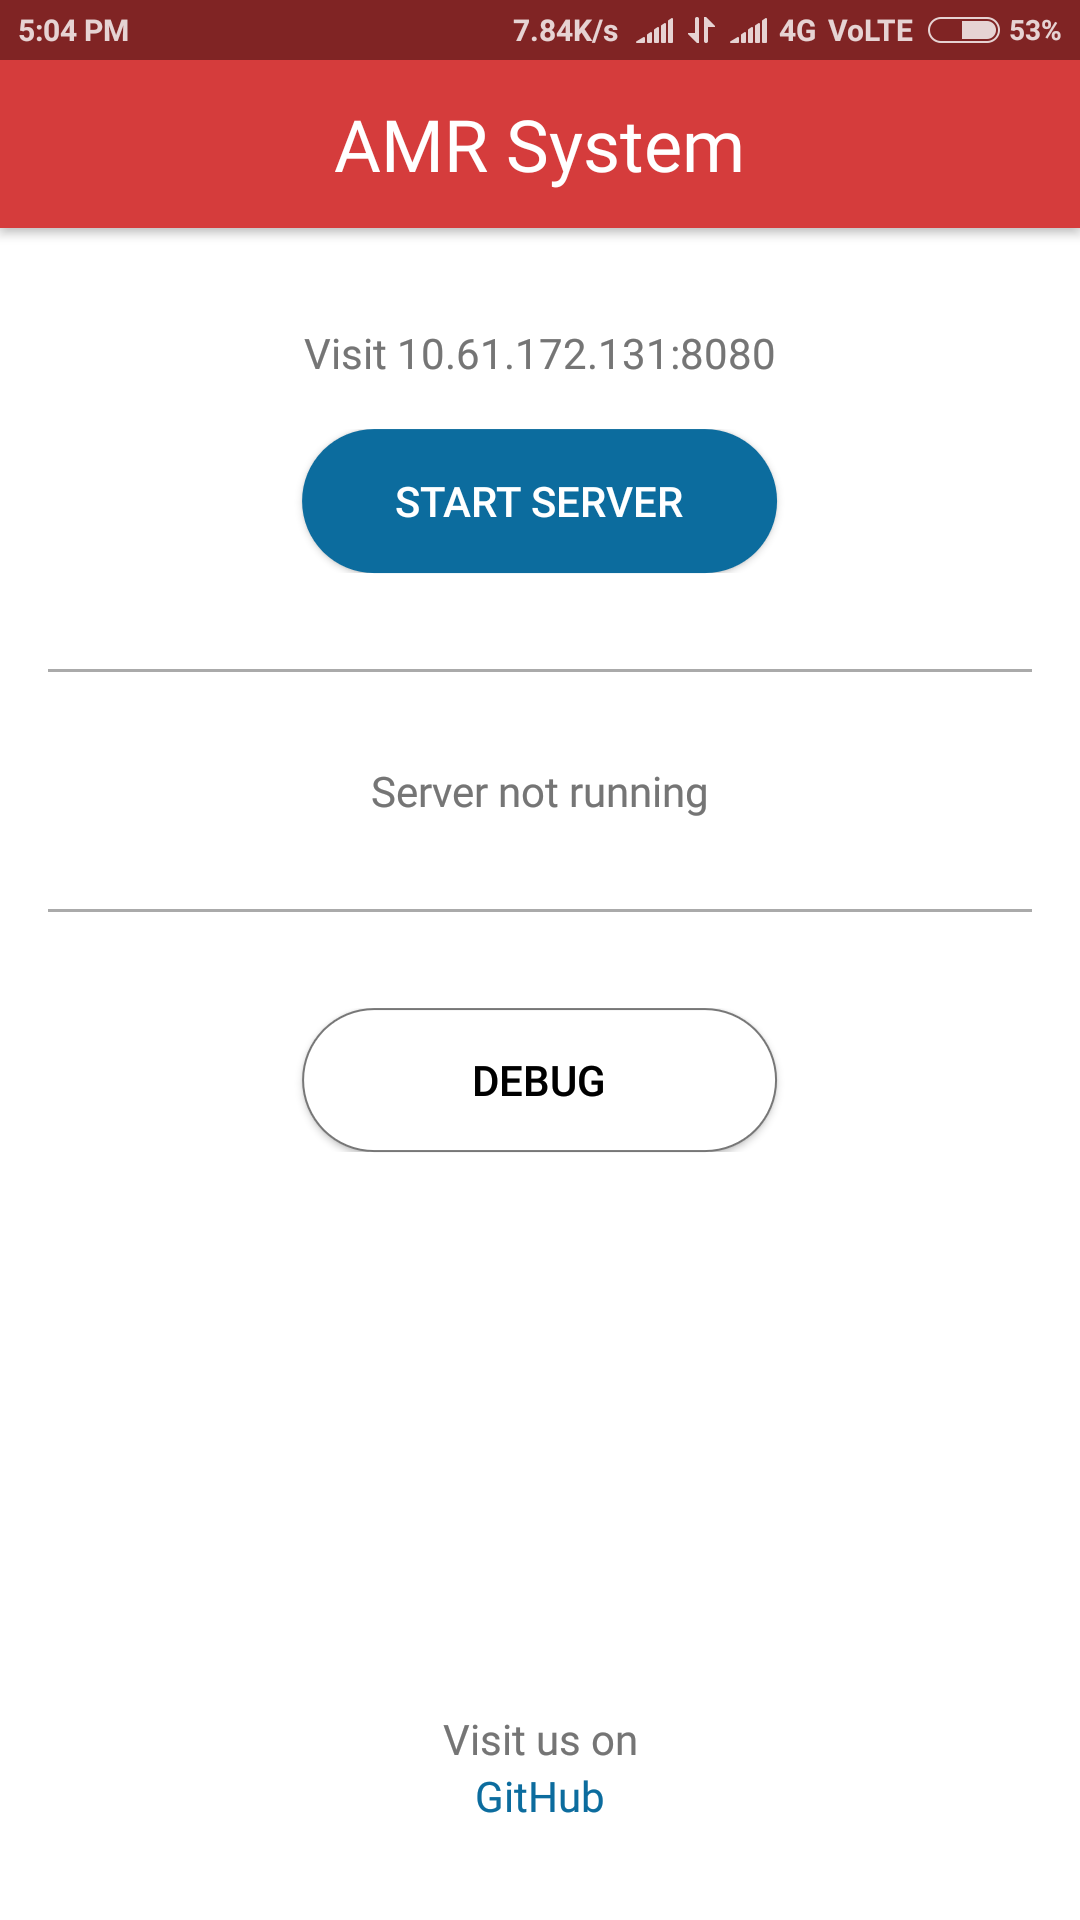 5:04 PM 7.84K/s 4G VoLTE 53%
AMR System
Visit 10.61.172.131:8080
START SERVER
Server not running
DEBUG
Visit us on
GitHub